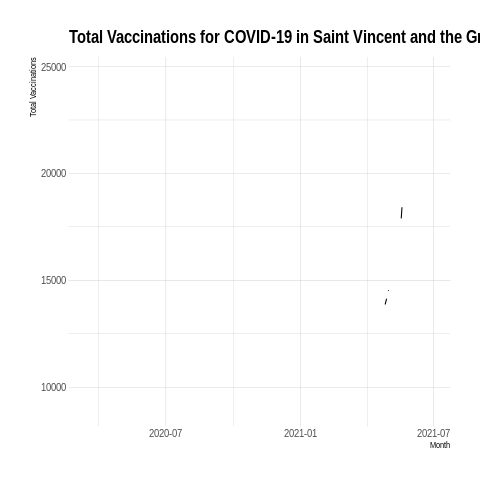 Total Vaccinations for COVID-19 in Saint Vincent and the Gr
Total Vaccinations
25000
20000
15000
10000
2020-07
2021-01
2021-07
Month